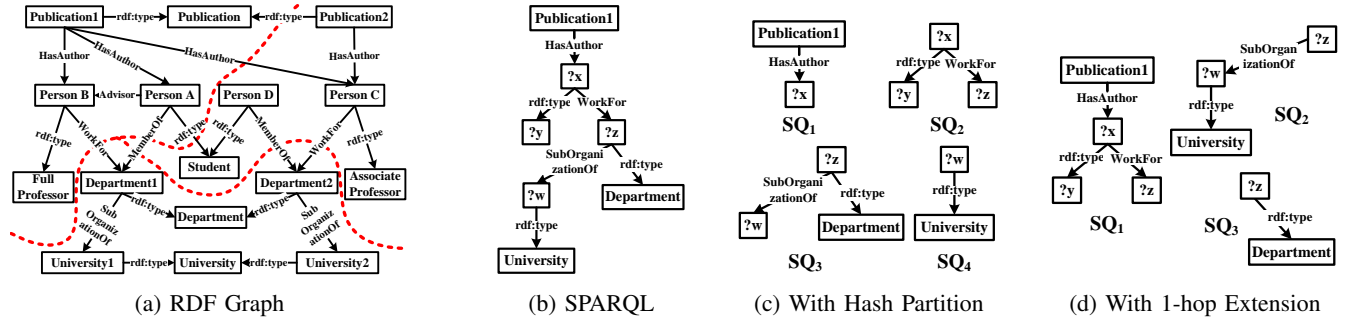 Publication1
rdf:type
Publication
rdf:type
Publication2
HasAuthor
HasAuthor
HasAuthor
HasAuthor
Person B
Advisor
Person A
Person D
Person C
rdf:type
WorkFor
MemberOf
rdf:type
rdf:type
MemberOf
WorkFor
rdf:type
Full
Professor
Department1
Student
Department2
Associate
Professor
Sub
Organiz
ationOf
rdf:type
Department
rdf:type
Sub
Organiz
ationOf
University1
rdf:type
University
rdf:type
University2
(a) RDF Graph
Publication1
HasAuthor
?x
rdf:type
WorkFor
?y
?z
SubOrgani
zationOf
rdf:type
?w
Department
rdf:type
University
(b) SPARQL
Publication1
HasAuthor
?x
SQ1
?x
rdf:type
WorkFor
?y
?z
SQ2
?z
SubOrgani
zationOf
rdf:type
?w
Department
SQ3
?w
rdf:type
University
SQ4
(c) With Hash Partition
Publication1
HasAuthor
?x
rdf:type
WorkFor
?y
?z
SQ1
?z
SubOrgan
izationOf
?w
rdf:type
University
SQ2
?z
rdf:type
Department
SQ3
(d) With 1-hop Extension